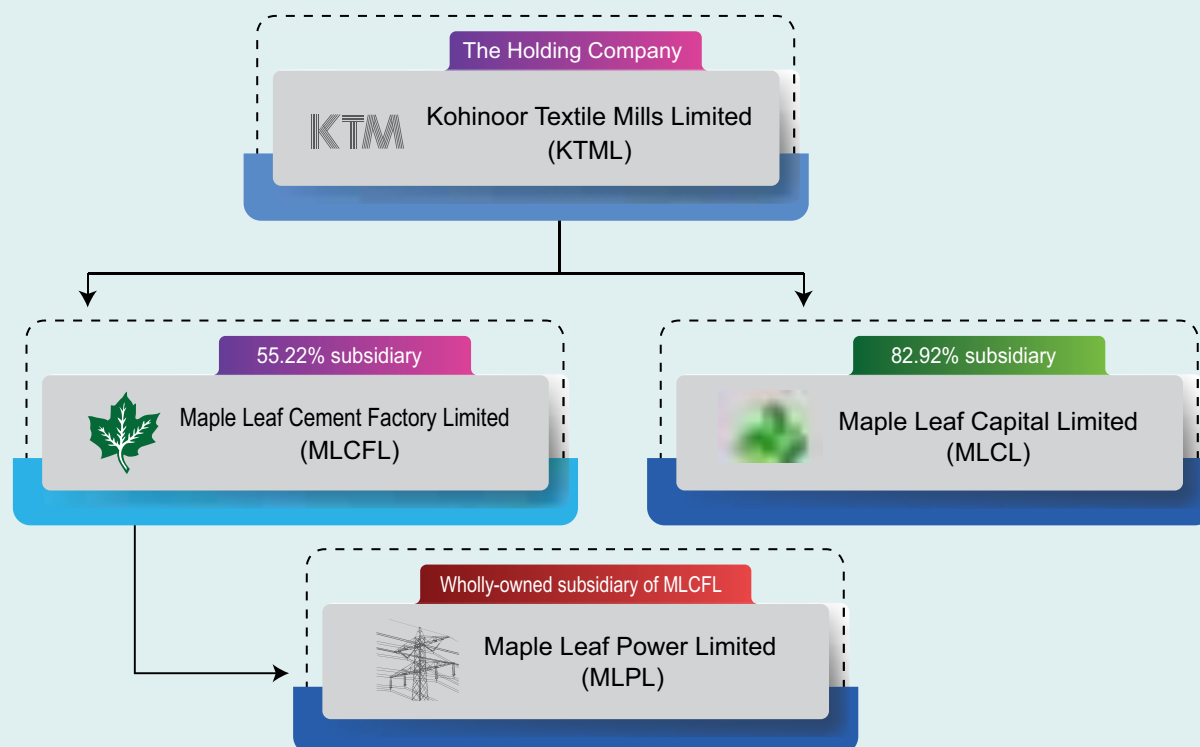 The Holding Company
KTM
Kohinoor Textile Mills Limited
(KTML)
55.22% subsidiary
Maple Leaf Cement Factory Limited
(MLCFL)
82.92% subsidiary
Maple Leaf Capital Limited
(MLCL)
Wholly-owned subsidiary of MLCFL
Maple Leaf Power Limited
(MLPL)